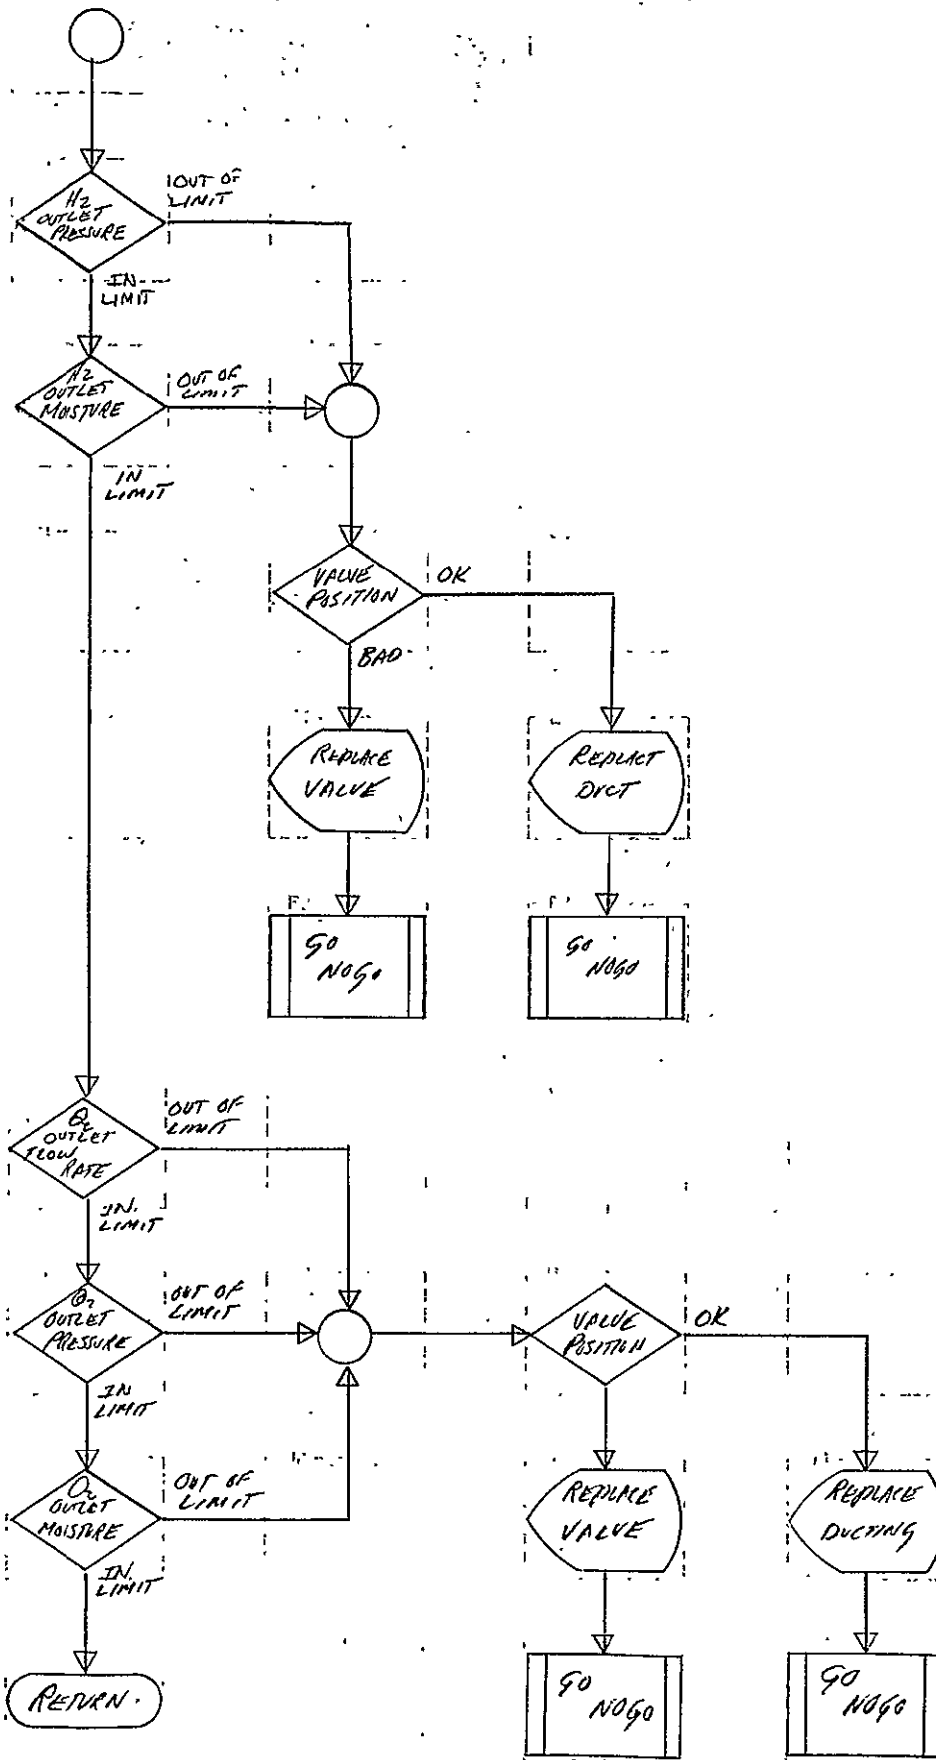 H2
OUTLET
PRESSURE
OUT OF
LIMIT
IN
LIMIT
H2
OUTLET
MOISTURE
OUT OF
LIMIT
IN
LIMIT
VALVE
POSITION
OK
BAD
REPLACE
VALVE
REPLACT
DUCT
GO
NOGO
GO
NOGO
O2
OUTLET
FLOW
RATE
OUT OF
LIMIT
IN.
LIMIT
O2
OUTLET
PRESSURE
OUT OF
LIMIT
VALVE
POSITION
OK
IN
LIMIT
O2
OUTLET
MOISTURE
OUT OF
LIMIT
REPLACE
VALVE
REPLACE
DUCTING
IN.
LIMIT
RETURN.
GO
NOGO
GO
NOGO